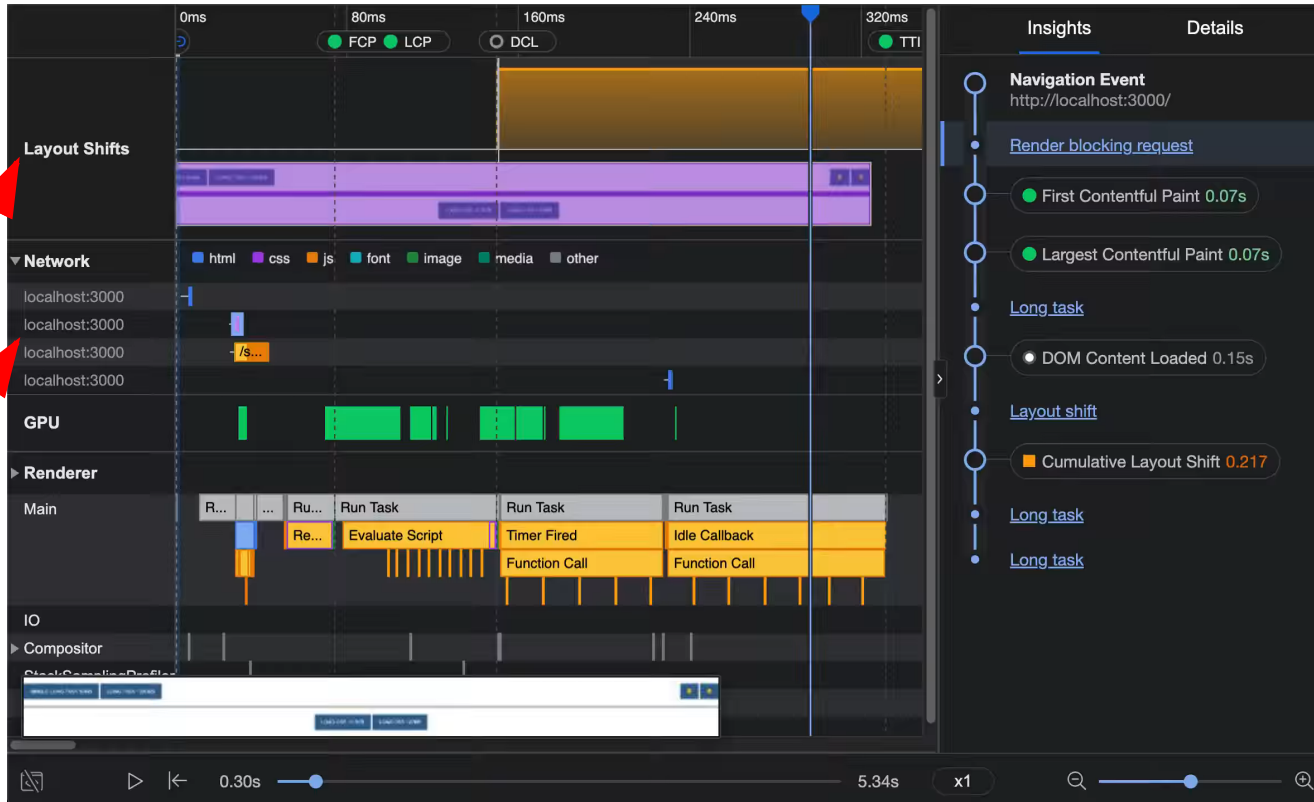 0ms 80ms 160ms 240ms 320ms
FCP LCP DCL TTI
Insights Details
Layout Shifts
Network
html css js font image media other
localhost:3000
localhost:3000
localhost:3000 /s...
localhost:3000
GPU
Renderer
Main R... ... Ru... Run Task Run Task Run Task
Re... Evaluate Script Timer Fired Idle Callback
Function Call Function Call
IO
Compositor
StackSamplingProfiler
0.30s 5.34s x1
Navigation Event
http://localhost:3000/
Render blocking request
First Contentful Paint 0.07s
Largest Contentful Paint 0.07s
Long task
DOM Content Loaded 0.15s
Layout shift
Cumulative Layout Shift 0.217
Long task
Long task